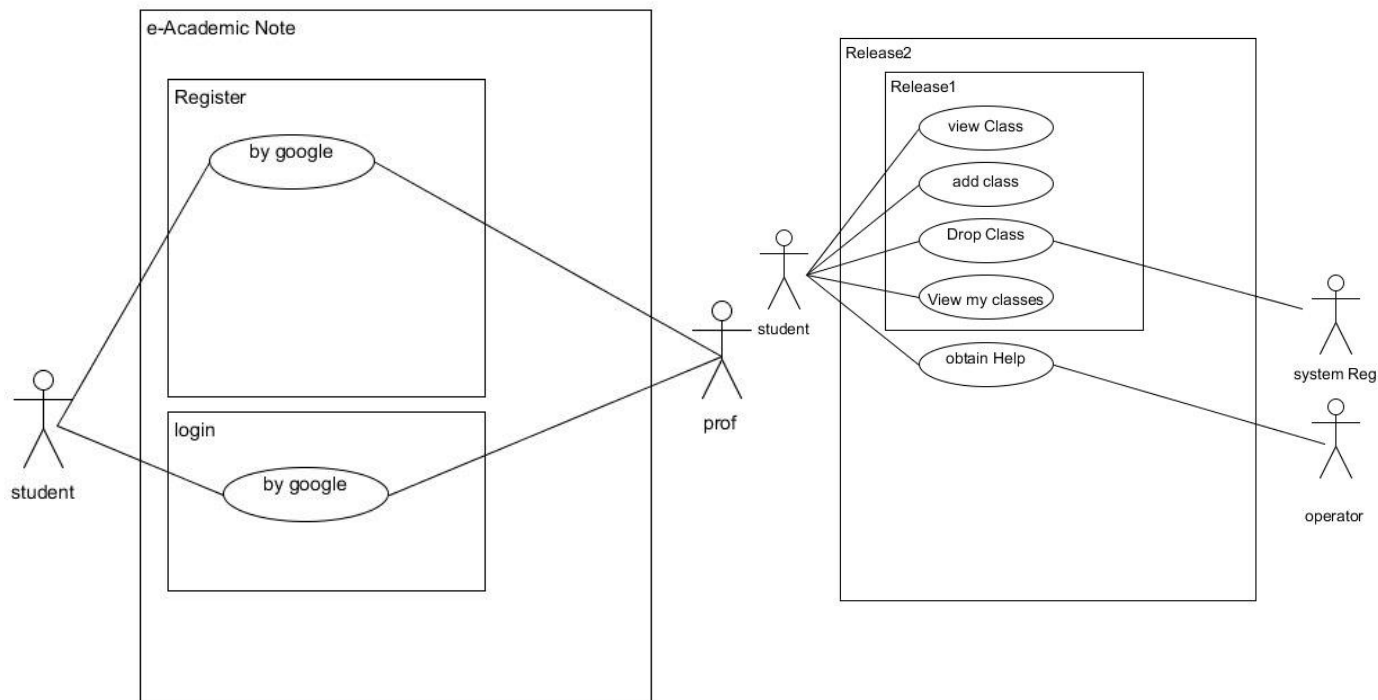 e-Academic Note
Register
by google
login
by google
student
prof
Release2
Release1
view Class
add class
Drop Class
View my classes
obtain Help
student
system Reg
operator